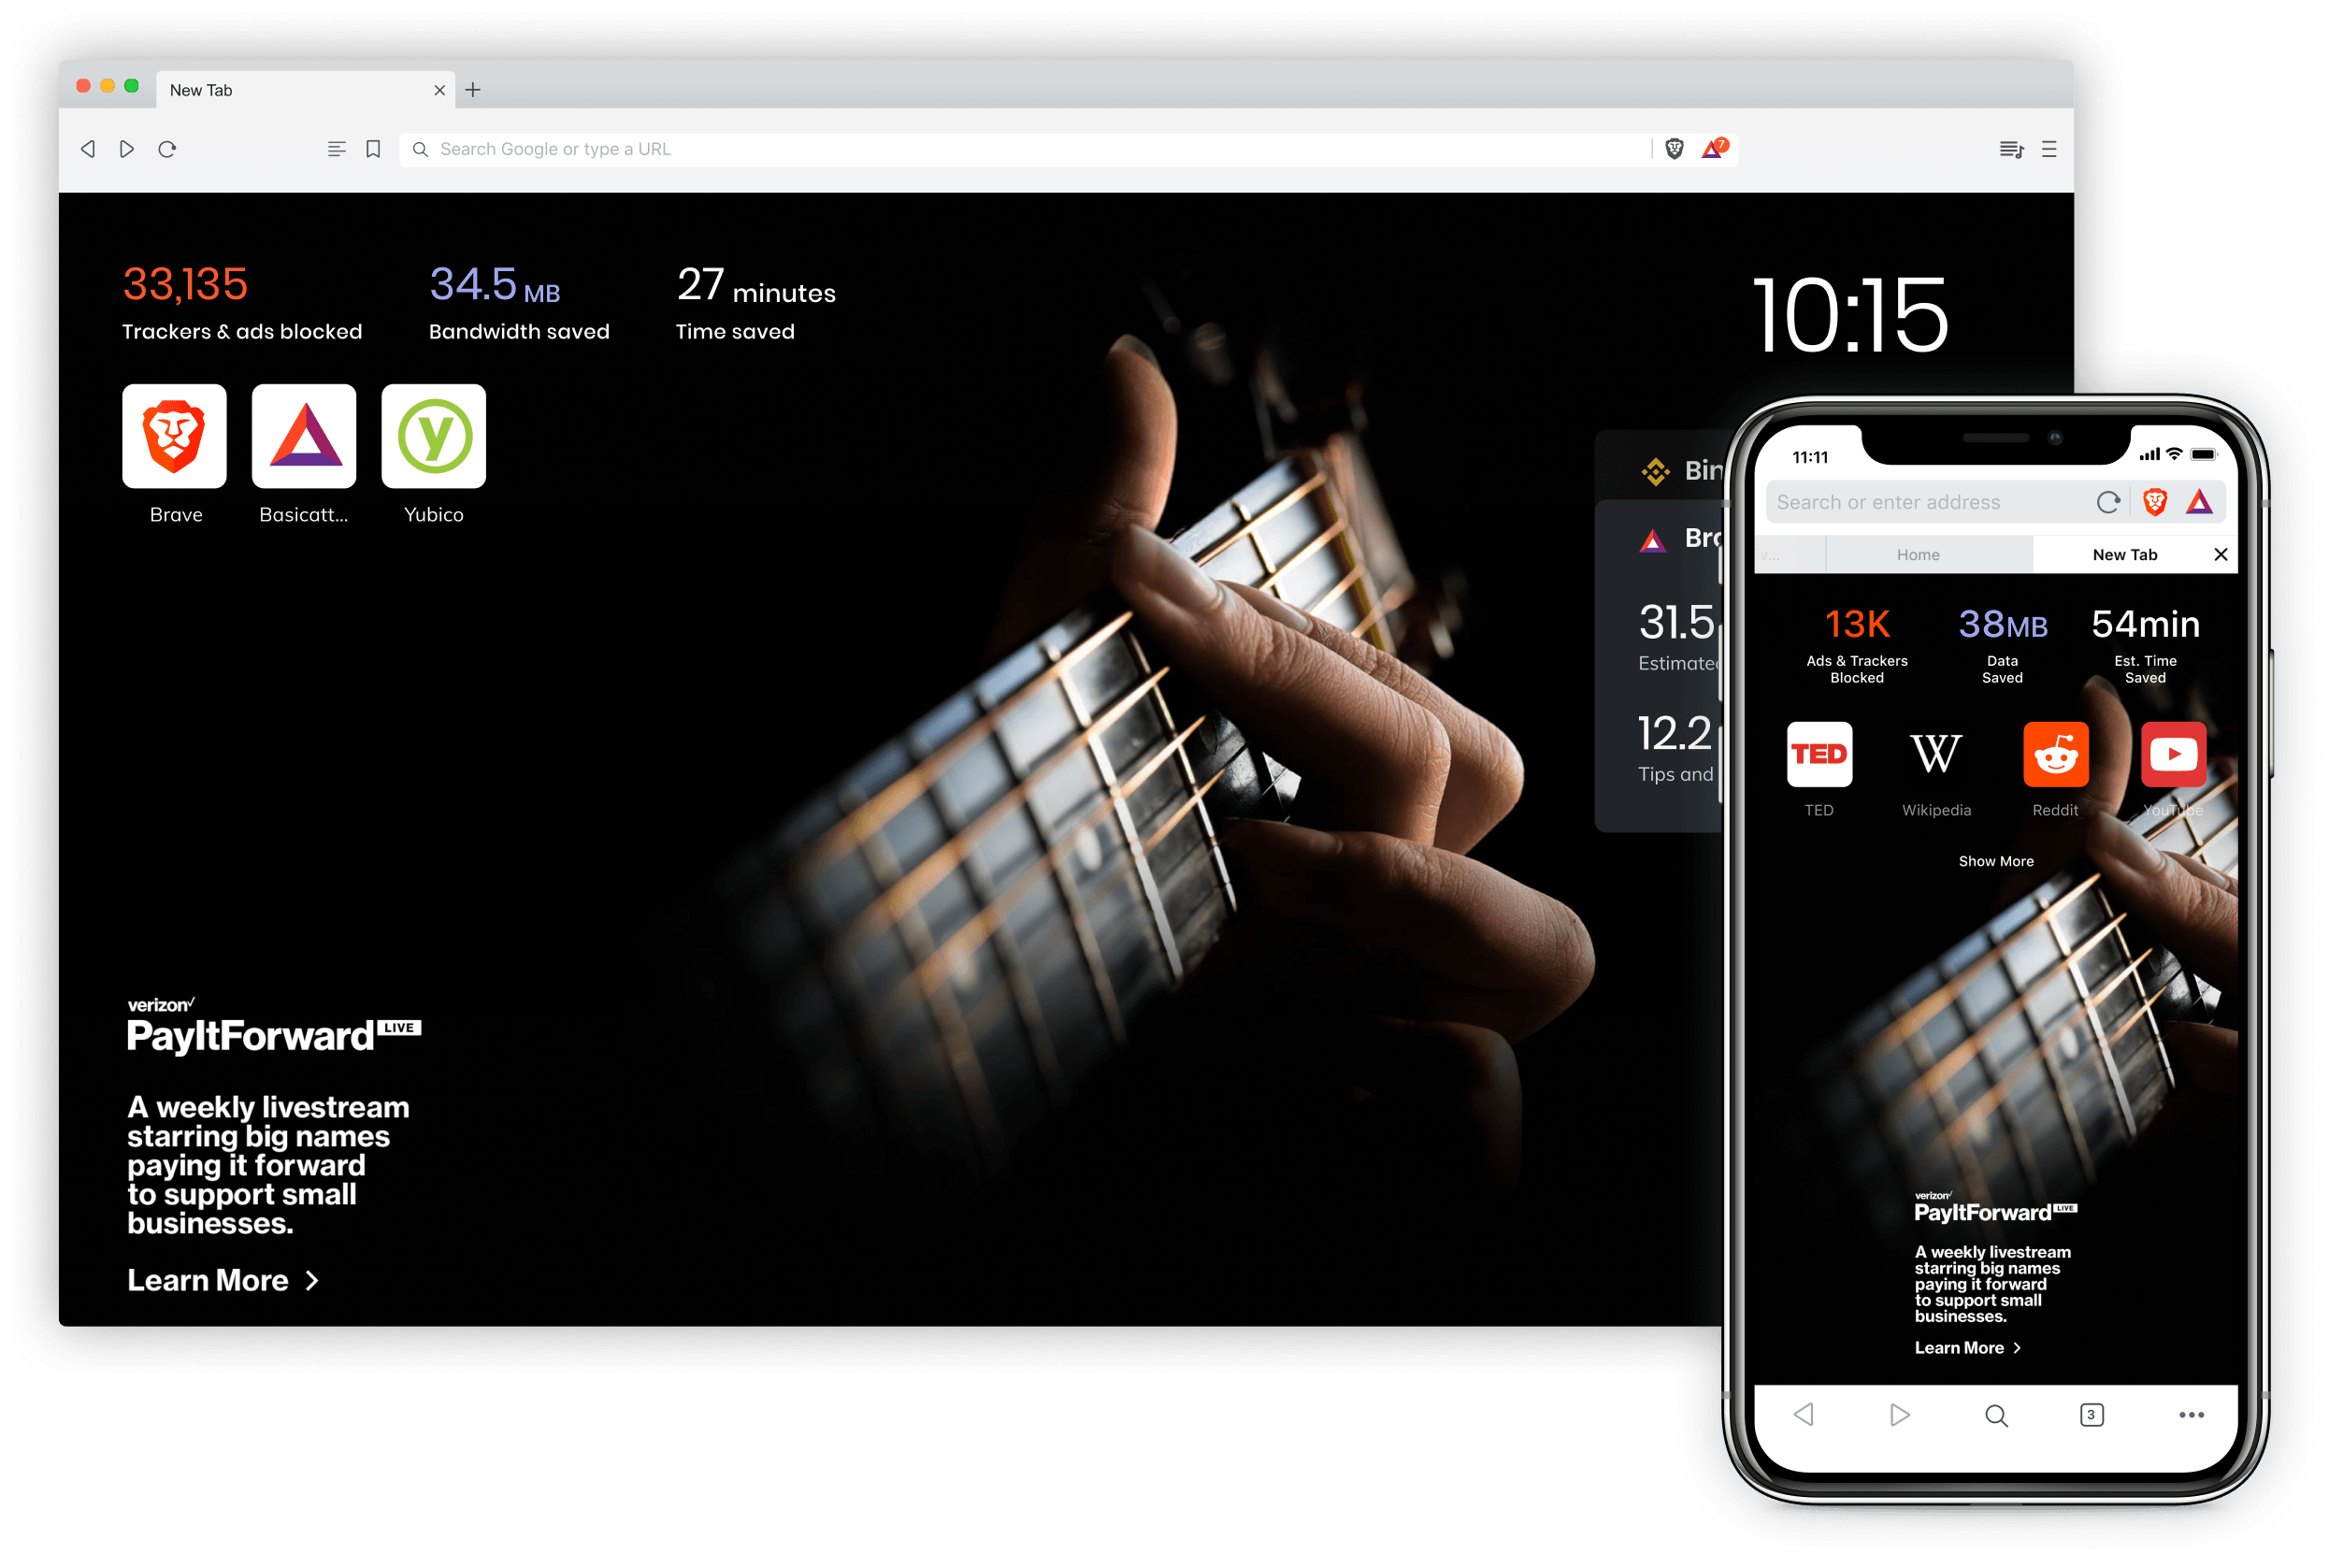 New Tab
Search Google or type a URL
7
33,135
Trackers & ads blocked
34.5 MB
Bandwidth saved
27 minutes
Time saved
10:15
y
Brave
Basicatt...
Yubico
Bin
Bra
31.5
Estimated
12.2
Tips and
verizon✓
PayItForward LIVE
A weekly livestream
starring big names
paying it forward
to support small
businesses.
Learn More >
11:11
Search or enter address
Home
New Tab
13K
Ads & Trackers
Blocked
38MB
Data
Saved
54min
Est. Time
Saved
TED
W
TED
Wikipedia
Reddit
YouTube
Show More
verizon✓
PayItForward LIVE
A weekly livestream
starring big names
paying it forward
to support small
businesses.
Learn More >
3